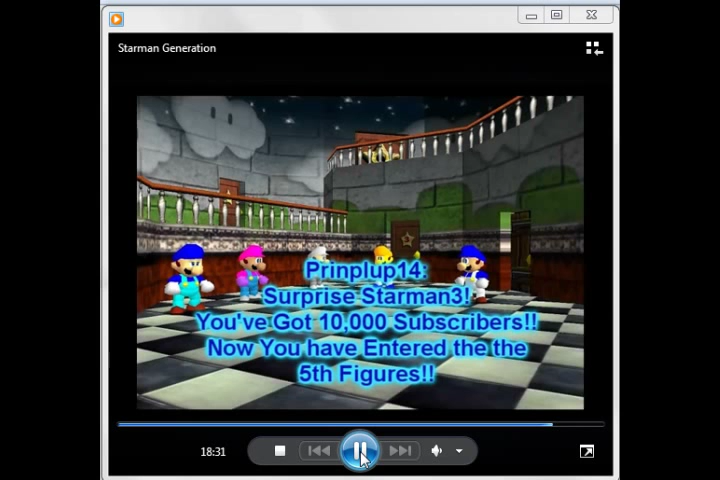 Starman Generation
Prinplup14:
Surprise Starman3!
You've Got 10,000 Subscribers!!
Now You have Entered the the
5th Figures!!
18:31